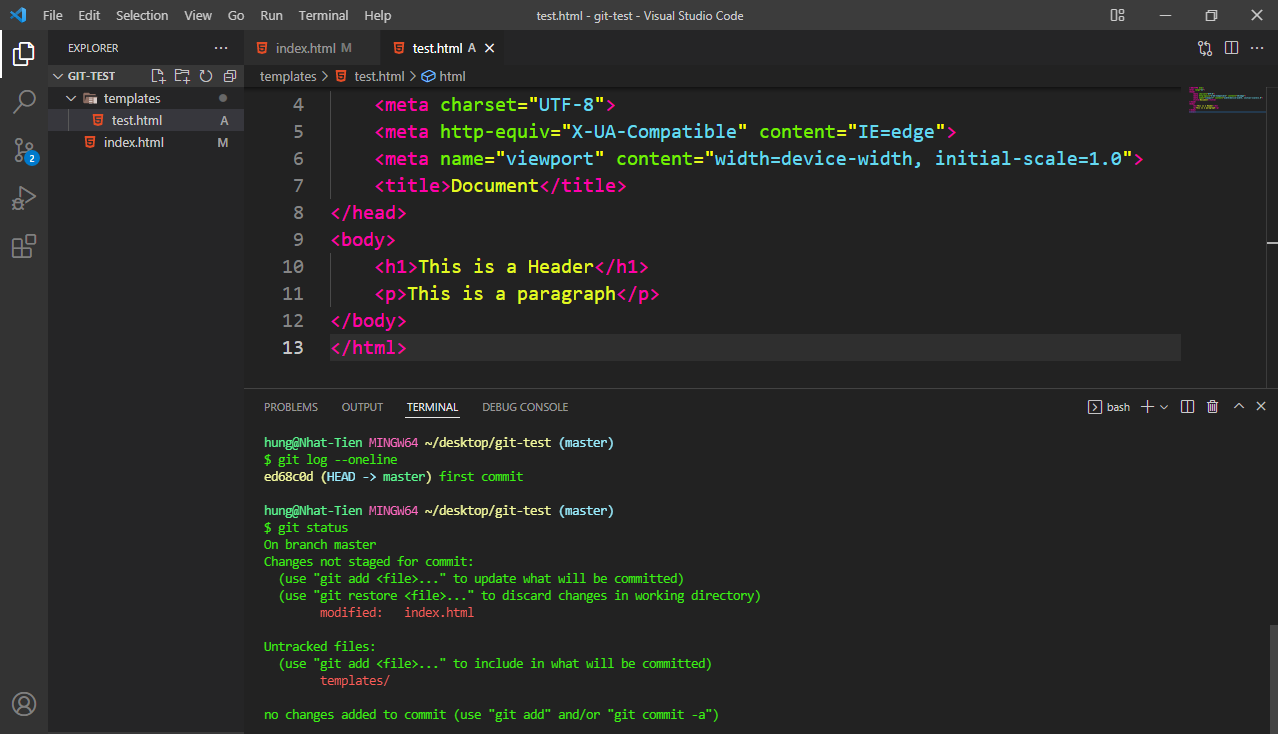 File Edit Selection View Go Run Terminal Help test.html - git-test - Visual Studio Code
EXPLORER
GIT-TEST
templates
test.html A
index.html M
2
index.html M test.html A
templates > test.html > html
4 <meta charset="UTF-8">
5 <meta http-equiv="X-UA-Compatible" content="IE=edge">
6 <meta name="viewport" content="width=device-width, initial-scale=1.0">
7 <title>Document</title>
8 </head>
9 <body>
10 <h1>This is a Header</h1>
11 <p>This is a paragraph</p>
12 </body>
13 </html>
PROBLEMS OUTPUT TERMINAL DEBUG CONSOLE bash
hung@Nhat-Tien MINGW64 ~/desktop/git-test (master)
$ git log --oneline
ed68c0d (HEAD -> master) first commit
hung@Nhat-Tien MINGW64 ~/desktop/git-test (master)
$ git status
On branch master
Changes not staged for commit:
(use "git add <file>..." to update what will be committed)
(use "git restore <file>..." to discard changes in working directory)
modified: index.html
Untracked files:
(use "git add <file>..." to include in what will be committed)
templates/
no changes added to commit (use "git add" and/or "git commit -a")